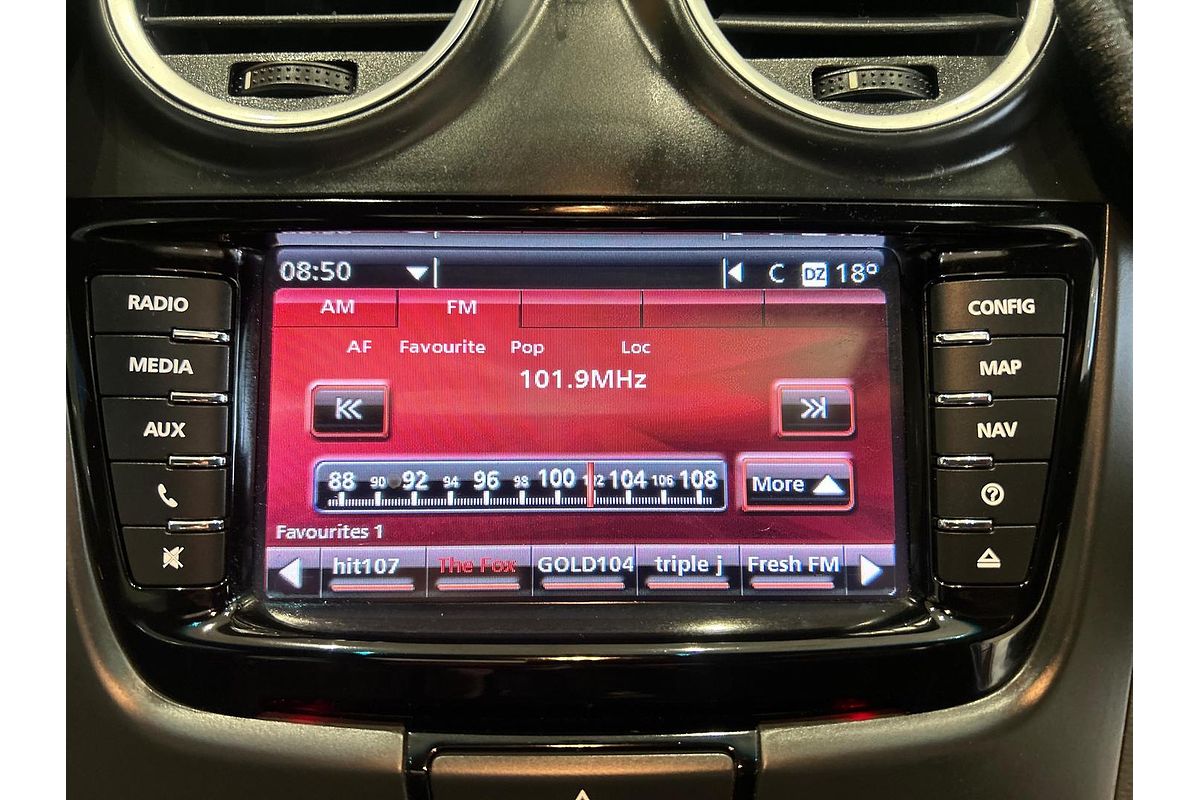 08:50 C DZ 18°
AM FM
AF Favourite Pop Loc
101.9MHz
88 90 92 94 96 98 100 104 106 108
More
Favourites 1
hit107 The Fox GOLD104 triple j Fresh FM
RADIO
MEDIA
AUX
CONFIG
MAP
NAV
?